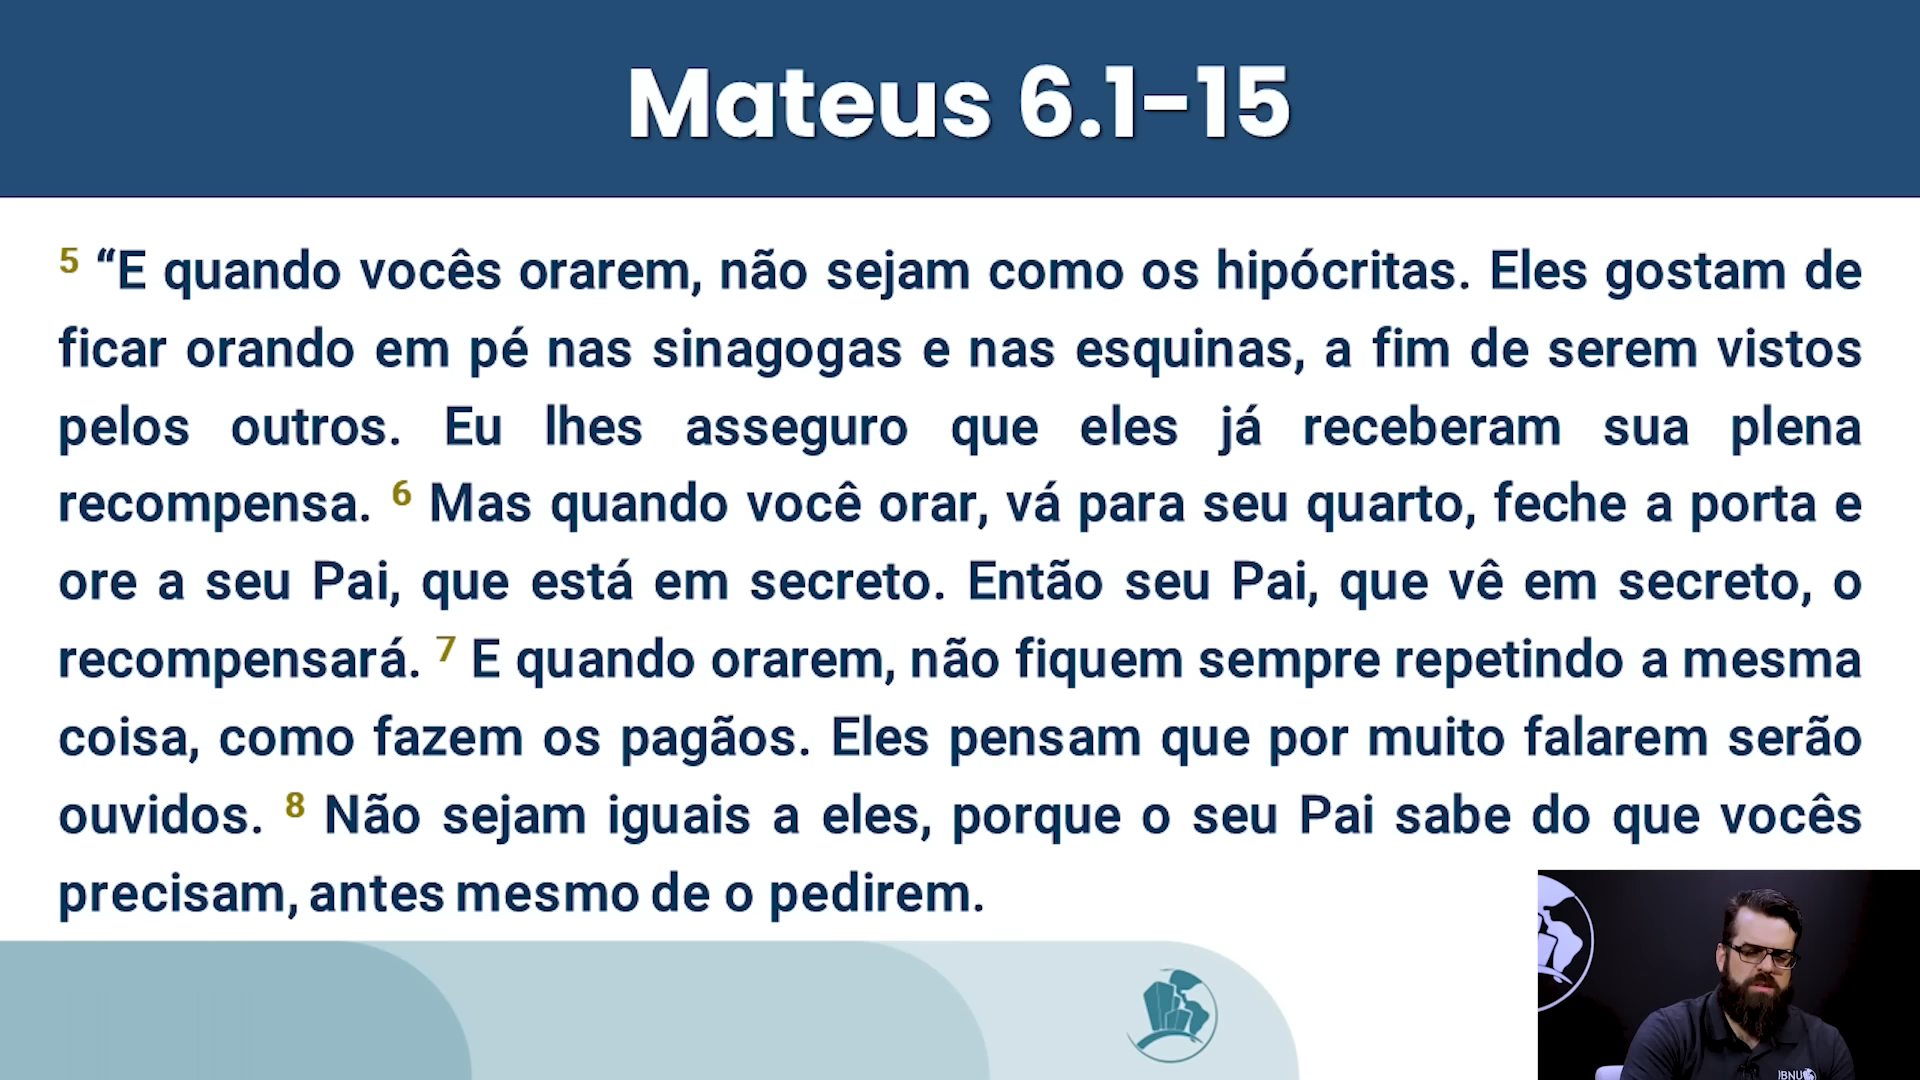 Mateus 6.1-15
5 “E quando vocês orarem, não sejam como os hipócritas. Eles gostam de
ficar orando em pé nas sinagogas e nas esquinas, a fim de serem vistos
pelos outros. Eu lhes asseguro que eles já receberam sua plena
recompensa. 6 Mas quando você orar, vá para seu quarto, feche a porta e
ore a seu Pai, que está em secreto. Então seu Pai, que vê em secreto, o
recompensará. 7 E quando orarem, não fiquem sempre repetindo a mesma
coisa, como fazem os pagãos. Eles pensam que por muito falarem serão
ouvidos. 8 Não sejam iguais a eles, porque o seu Pai sabe do que vocês
precisam, antes mesmo de o pedirem.
IBNU